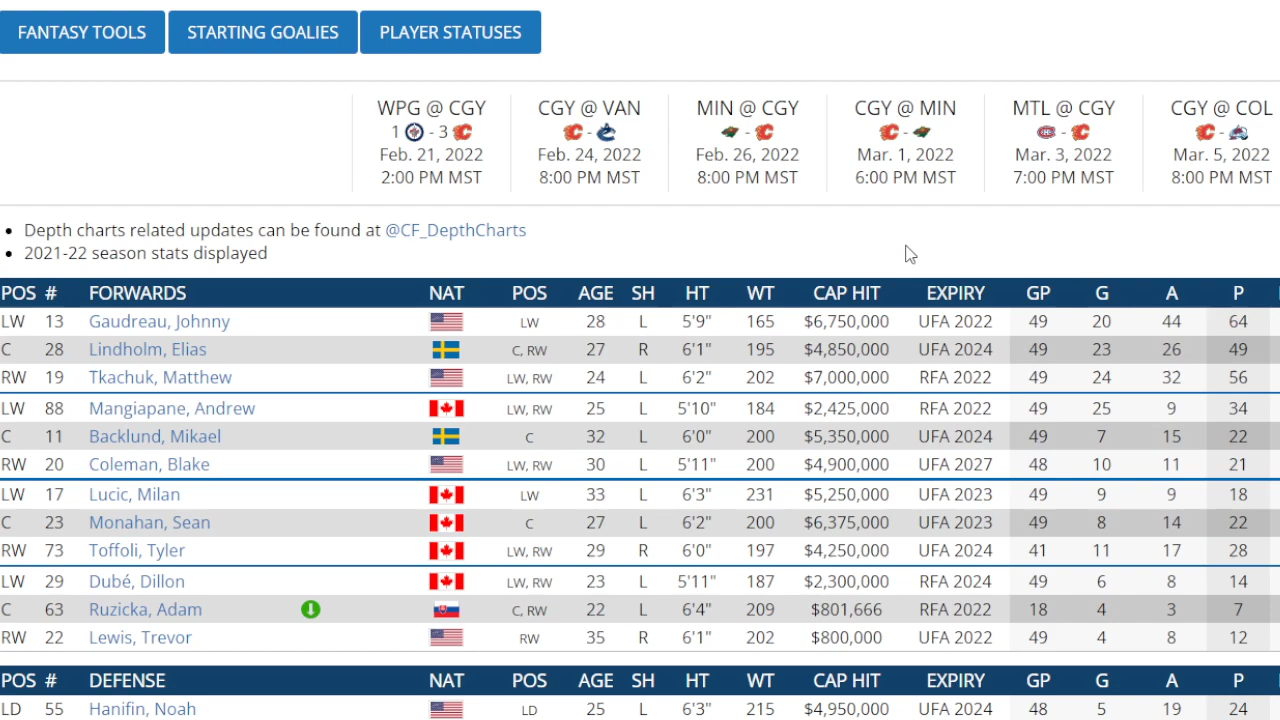 FANTASY TOOLS STARTING GOALIES PLAYER STATUSES
WPG @ CGY CGY @ VAN MIN @ CGY CGY @ MIN MTL @ CGY CGY @ COL
1 - 3 - - - - -
Feb. 21, 2022 Feb. 24, 2022 Feb. 26, 2022 Mar. 1, 2022 Mar. 3, 2022 Mar. 5, 2022
2:00 PM MST 8:00 PM MST 8:00 PM MST 6:00 PM MST 7:00 PM MST 8:00 PM MST
• Depth charts related updates can be found at @CF_DepthCharts
• 2021-22 season stats displayed
POS # FORWARDS NAT POS AGE SH HT WT CAP HIT EXPIRY GP G A P
LW 13 Gaudreau, Johnny LW 28 L 5'9" 165 $6,750,000 UFA 2022 49 20 44 64
C 28 Lindholm, Elias C, RW 27 R 6'1" 195 $4,850,000 UFA 2024 49 23 26 49
RW 19 Tkachuk, Matthew LW, RW 24 L 6'2" 202 $7,000,000 RFA 2022 49 24 32 56
LW 88 Mangiapane, Andrew LW, RW 25 L 5'10" 184 $2,425,000 RFA 2022 49 25 9 34
C 11 Backlund, Mikael C 32 L 6'0" 200 $5,350,000 UFA 2024 49 7 15 22
RW 20 Coleman, Blake LW, RW 30 L 5'11" 200 $4,900,000 UFA 2027 48 10 11 21
LW 17 Lucic, Milan LW 33 L 6'3" 231 $5,250,000 UFA 2023 49 9 9 18
C 23 Monahan, Sean C 27 L 6'2" 200 $6,375,000 UFA 2023 49 8 14 22
RW 73 Toffoli, Tyler LW, RW 29 R 6'0" 197 $4,250,000 UFA 2024 41 11 17 28
LW 29 Dubé, Dillon LW, RW 23 L 5'11" 187 $2,300,000 RFA 2024 49 6 8 14
C 63 Ruzicka, Adam C, RW 22 L 6'4" 209 $801,666 RFA 2022 18 4 3 7
RW 22 Lewis, Trevor RW 35 R 6'1" 202 $800,000 UFA 2022 49 4 8 12
POS # DEFENSE NAT POS AGE SH HT WT CAP HIT EXPIRY GP G A P
LD 55 Hanifin, Noah LD 25 L 6'3" 215 $4,950,000 UFA 2024 48 5 19 24